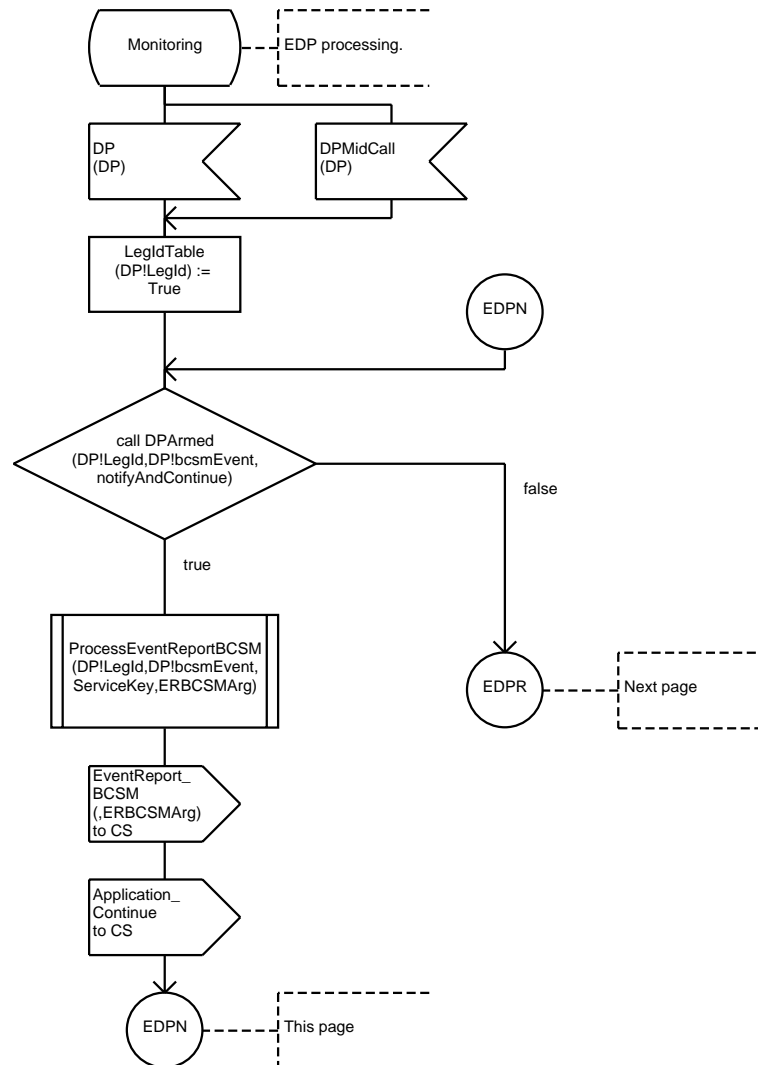 Monitoring
EDP processing.
DP
(DP)
DPMidCall
(DP)
LegIdTable
(DP!LegId) :=
True
EDPN
call DPArmed
(DP!LegId,DP!bcsmEvent,
notifyAndContinue)
false
true
ProcessEventReportBCSM
(DP!LegId,DP!bcsmEvent,
ServiceKey,ERBCSMArg)
EDPR
Next page
EventReport_
BCSM
(,ERBCSMArg)
to CS
Application_
Continue
to CS
EDPN
This page